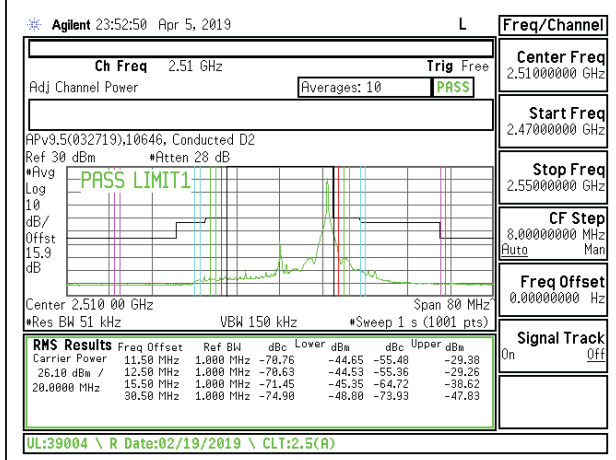 Agilent 23:52:50 Apr 5, 2019 L
Freq/Channel
Ch Freq 2.51 GHz Trig Free
Adj Channel Power Averages: 10 PASS
APv9.5(032719),10646, Conducted D2
Ref 30 dBm #Atten 28 dB
#Avg
Log
10
dB/
Offst
15.9
dB
PASS LIMIT1
Center 2.510 00 GHz Span 80 MHz
#Res BW 51 kHz VBW 150 kHz #Sweep 1 s (1001 pts)
RMS Results Freq Offset Ref BW dBc Lower dBm dBc Upper dBm
Carrier Power 11.50 MHz 1.000 MHz -70.76 -44.65 -55.48 -29.38
26.10 dBm / 12.50 MHz 1.000 MHz -70.63 -44.53 -55.36 -29.26
20.0000 MHz 15.50 MHz 1.000 MHz -71.45 -45.35 -64.72 -38.62
30.50 MHz 1.000 MHz -74.90 -48.80 -73.93 -47.83
UL:39004 \ R Date:02/19/2019 \ CLT:2.5(A)
Center Freq
2.51000000 GHz
Start Freq
2.47000000 GHz
Stop Freq
2.55000000 GHz
CF Step
8.00000000 MHz
Auto Man
Freq Offset
0.00000000 Hz
Signal Track
On Off